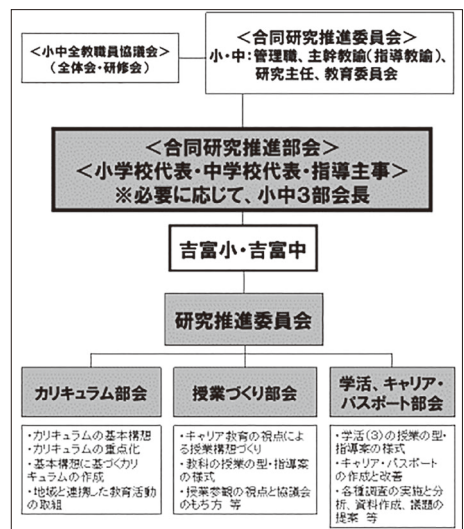 ＜小中全教職員協議会＞
（全体会・研修会）
＜合同研究推進委員会＞
小・中：管理職、主幹教諭（指導教諭）、
研究主任、教育委員会
＜合同研究推進部会＞
＜小学校代表・中学校代表・指導主事＞
※必要に応じて、小中３部会長
吉富小・吉富中
研究推進委員会
カリキュラム部会
・カリキュラムの基本構想
・カリキュラムの重点化
・基本構想に基づくカリ
キュラムの作成
・地域と連携した教育活動
の取組
授業づくり部会
・キャリア教育の視点による
授業構想づくり
・教科の授業の型・指導案
の様式
・授業参観の視点と協議会
のもち方 等
学活、キャリア・
パスポート部会
・学活（3）の授業の型・
指導案の様式
・キャリア・パスポート
の作成と改善
・各種調査の実施と分
析、資料作成、議題の
提案 等